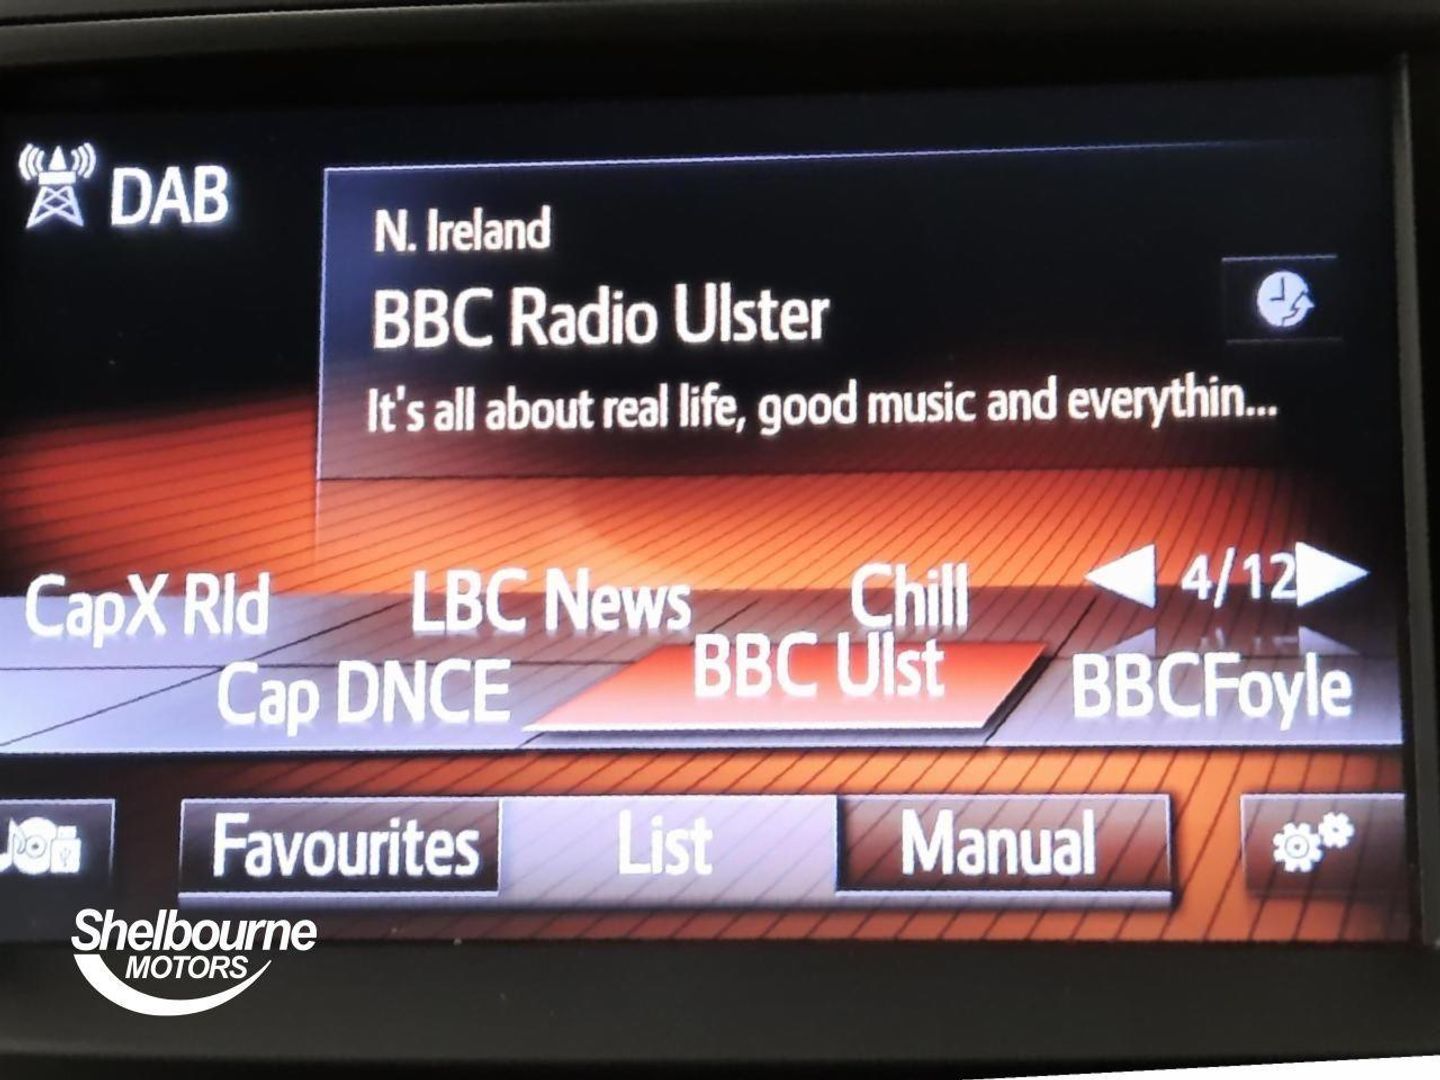 DAB
N. Ireland
BBC Radio Ulster
It's all about real life, good music and everythin...
CapX Rld LBC News Chill 4/12
Cap DNCE BBC Ulst BBCFoyle
Favourites List Manual
Shelbourne
MOTORS